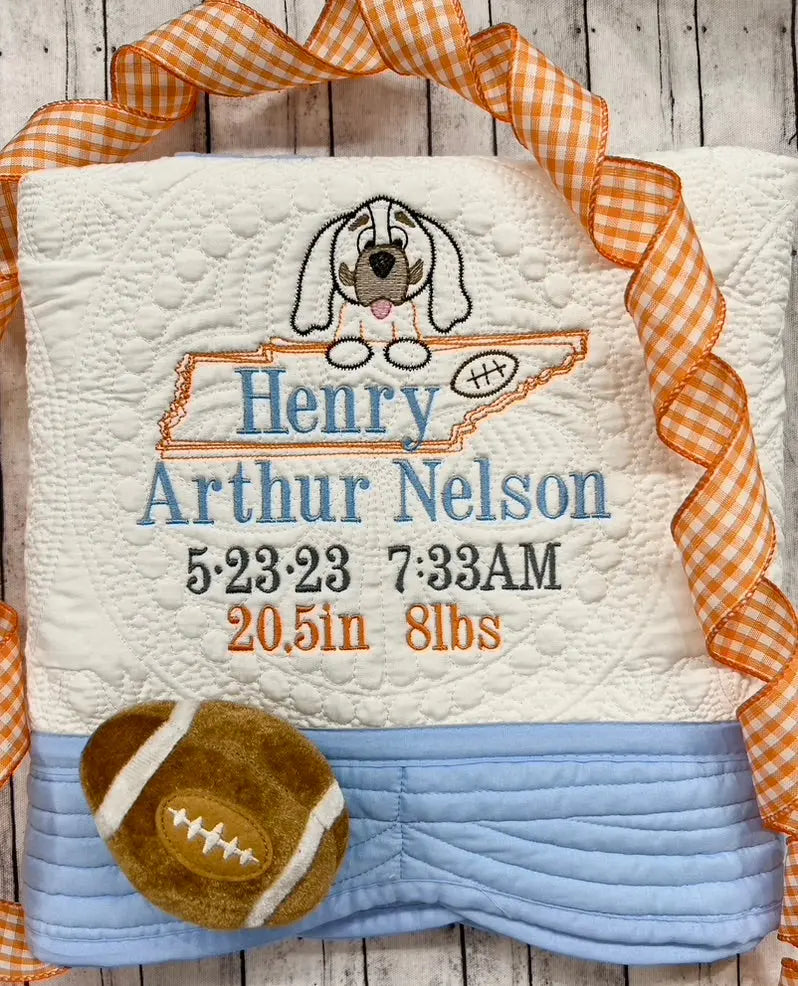 Henry
Arthur Nelson
5·23·23 7:33AM
20.5in 8lbs